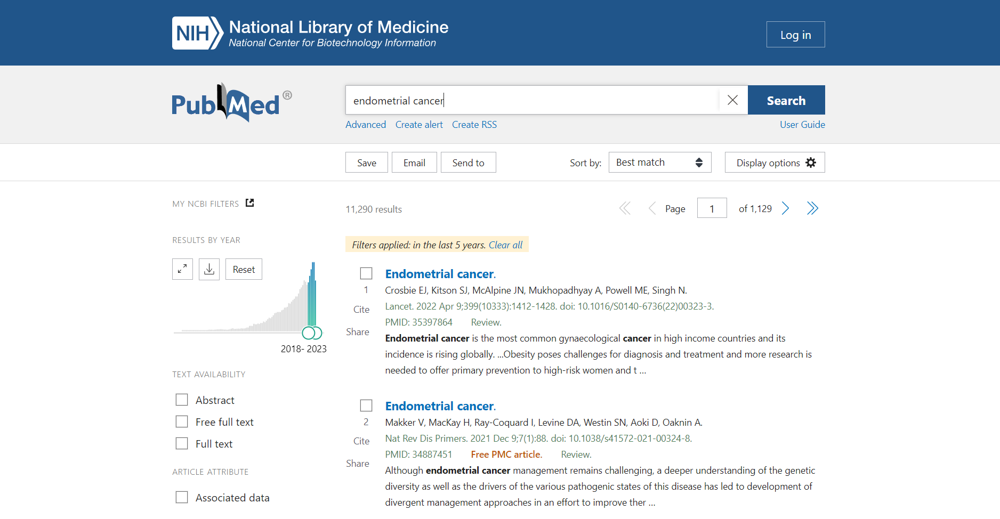 NIH National Library of Medicine
National Center for Biotechnology Information
Log in
PubMed®
endometrial cancer
Search
Advanced Create alert Create RSS
User Guide
Save Email Send to
Sort by: Best match
Display options
MY NCBI FILTERS
11,290 results
Page 1 of 1,129
RESULTS BY YEAR
Reset
2018- 2023
TEXT AVAILABILITY
Abstract
Free full text
Full text
ARTICLE ATTRIBUTE
Associated data
Filters applied: in the last 5 years. Clear all
Endometrial cancer.
1
Cite
Share
Crosbie EJ, Kitson SJ, McAlpine JN, Mukhopadhyay A, Powell ME, Singh N.
Lancet. 2022 Apr 9;399(10333):1412-1428. doi: 10.1016/S0140-6736(22)00323-3.
PMID: 35397864 Review.
Endometrial cancer is the most common gynaecological cancer in high income countries and its
incidence is rising globally. ...Obesity poses challenges for diagnosis and treatment and more research is
needed to offer primary prevention to high-risk women and t ...
Endometrial cancer.
2
Cite
Share
Makker V, MacKay H, Ray-Coquard I, Levine DA, Westin SN, Aoki D, Oaknin A.
Nat Rev Dis Primers. 2021 Dec 9;7(1):88. doi: 10.1038/s41572-021-00324-8.
PMID: 34887451 Free PMC article. Review.
Although endometrial cancer management remains challenging, a deeper understanding of the genetic
diversity as well as the drivers of the various pathogenic states of this disease has led to development of
divergent management approaches in an effort to improve ther ...